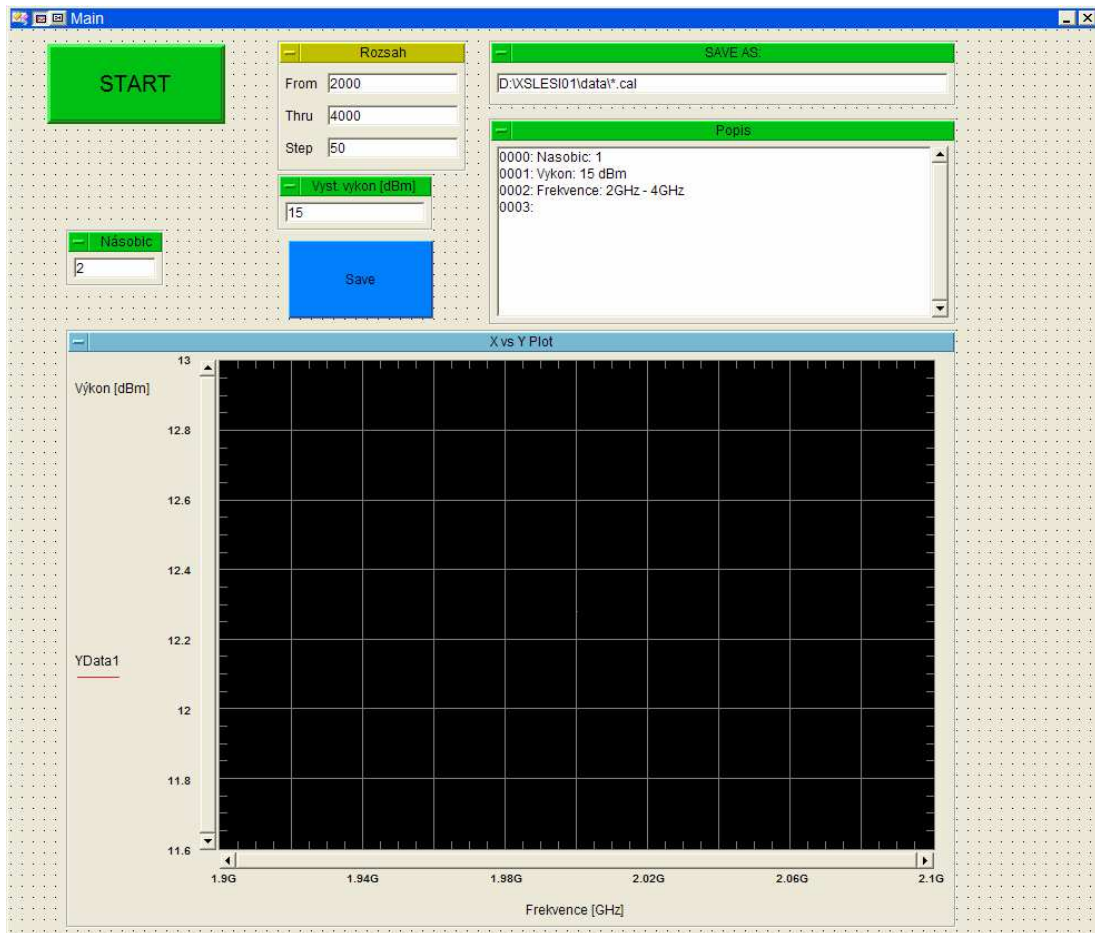 Main
START
Rozsah
From 2000
Thru 4000
Step 50
Vyst. vykon [dBm]
15
Násobic
2
Save
SAVE AS:
D:\XSLESI01\data\*.cal
Popis
0000: Nasobic: 1
0001: Vykon: 15 dBm
0002: Frekvence: 2GHz - 4GHz
0003:
X vs Y Plot
Výkon [dBm]
YData1
13
12.8
12.6
12.4
12.2
12
11.8
11.6
1.9G 1.94G 1.98G 2.02G 2.06G 2.1G
Frekvence [GHz]